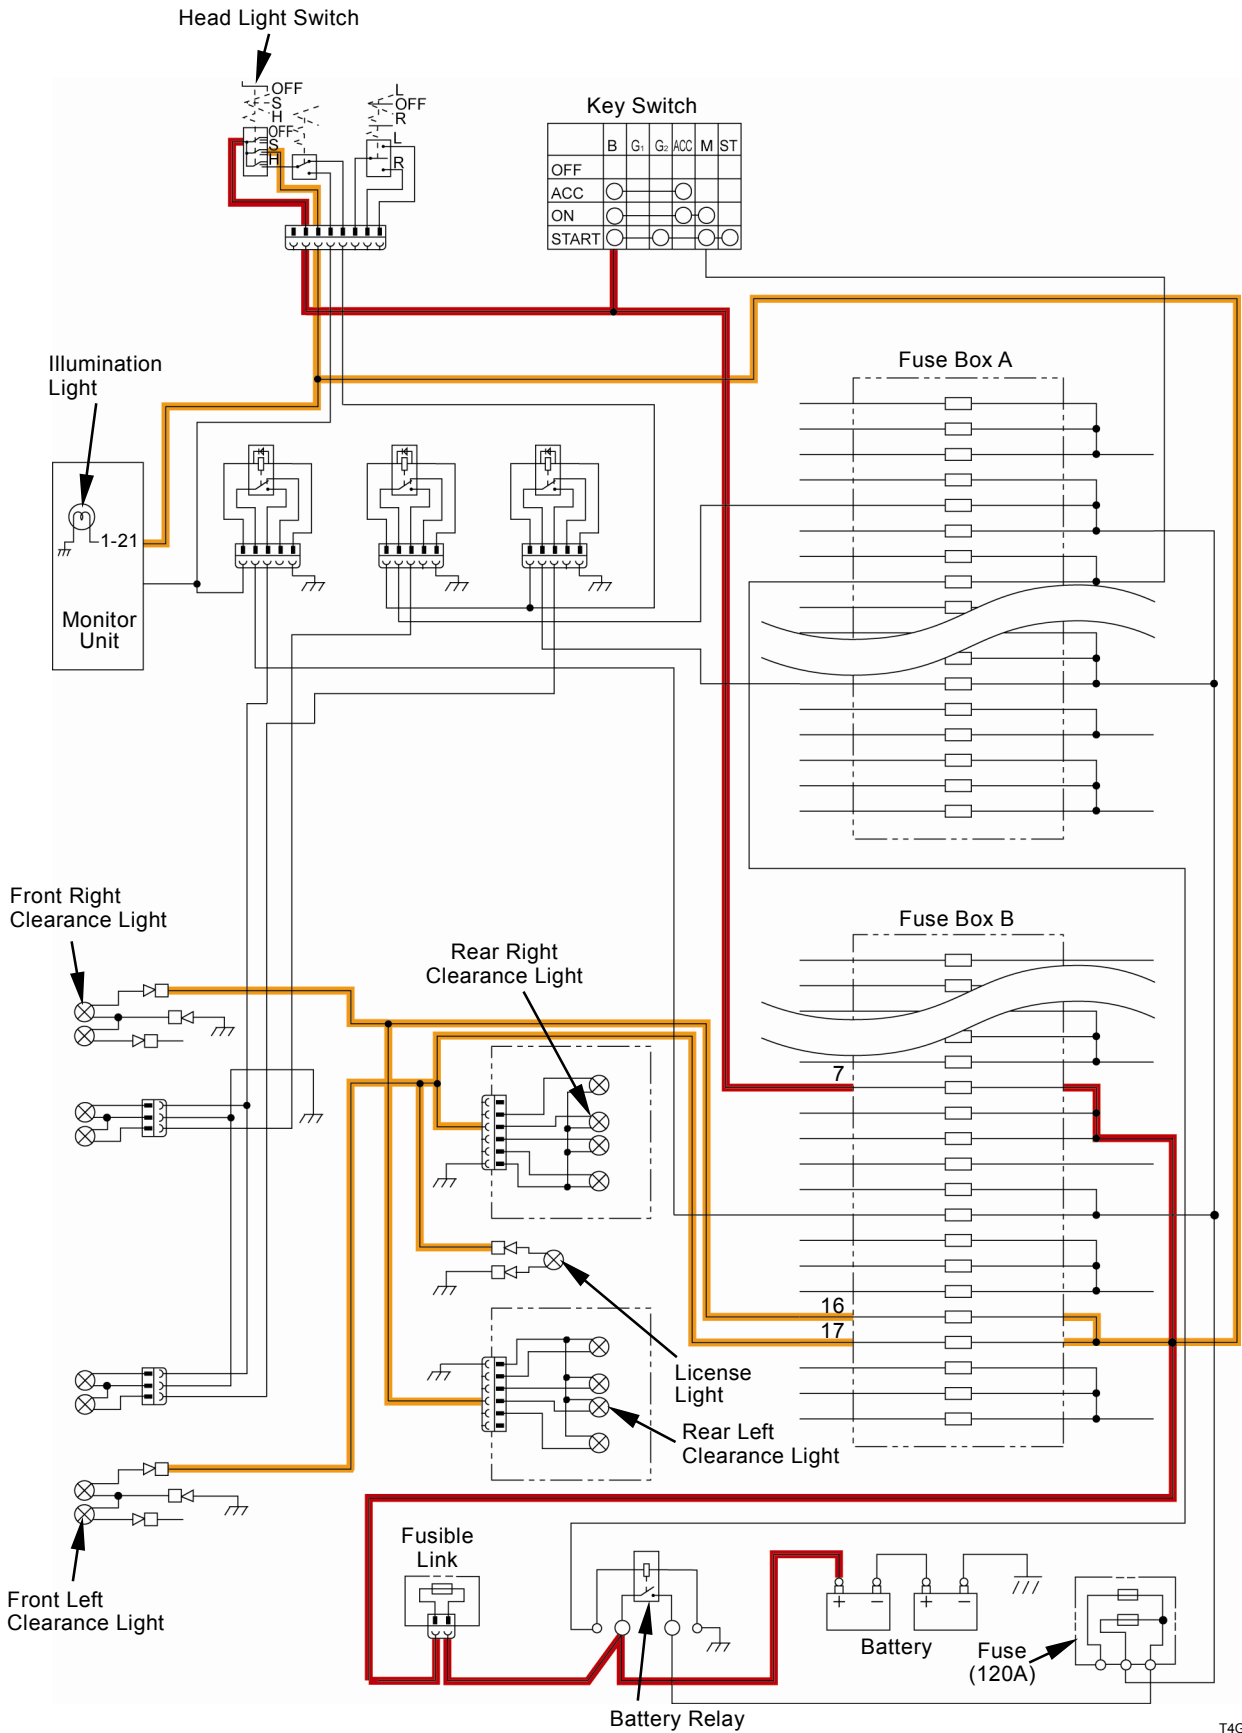 Head Light Switch
OFF
S
H
OFF
S
H
L
OFF
R
L
R
Key Switch
B G1 G2 ACC M ST
OFF
ACC
ON
START
Illumination
Light
1-21
Monitor
Unit
Fuse Box A
Front Right
Clearance Light
Rear Right
Clearance Light
Fuse Box B
7
16
17
License
Light
Rear Left
Clearance Light
Front Left
Clearance Light
Fusible
Link
Battery Relay
+ − + −
Battery
Fuse
(120A)
T4G